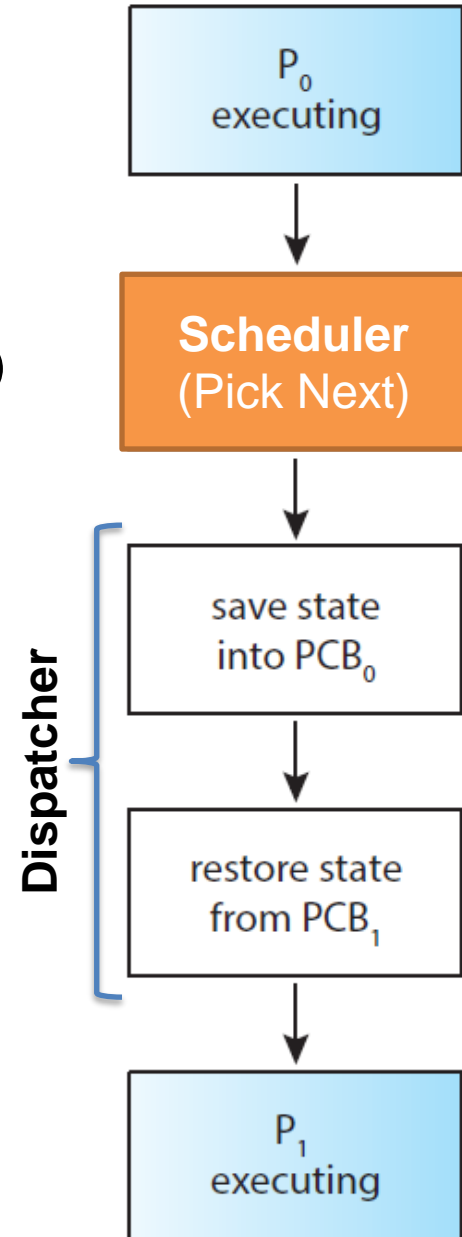 P₀
executing
Scheduler
(Pick Next)
)
Dispatcher
save state
into PCB₀
restore state
from PCB₁
P₁
executing